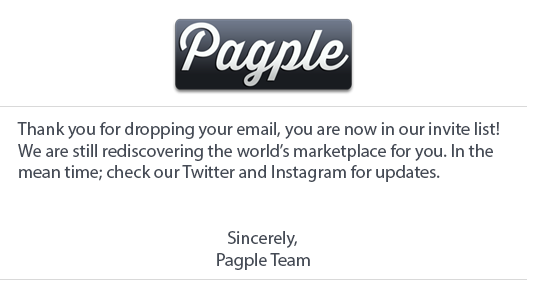 Pagple
Thank you for dropping your email, you are now in our invite list!
We are still rediscovering the world’s marketplace for you. In the
mean time; check our Twitter and Instagram for updates.
Sincerely,
Pagple Team